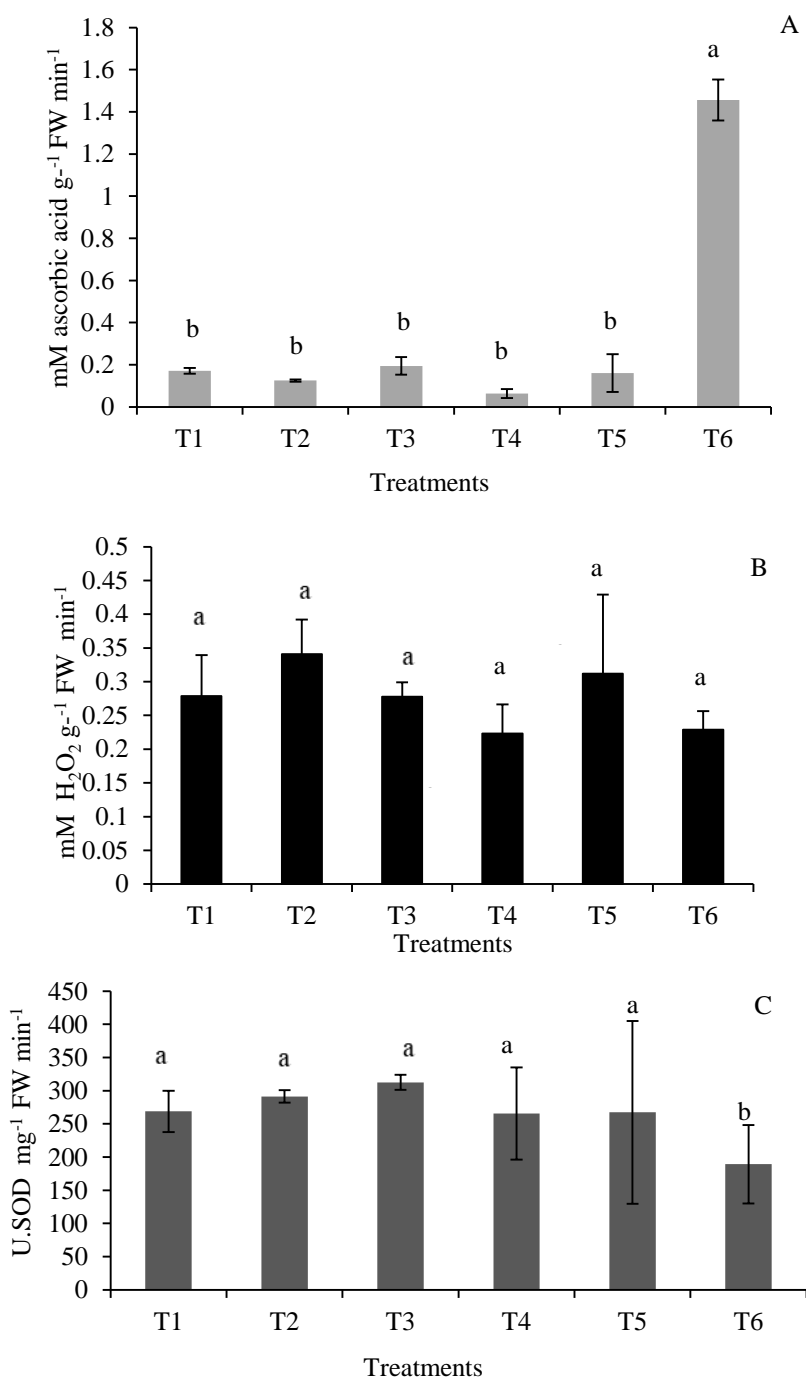 A
mM ascorbic acid g-⁻¹ FW min⁻¹
1.8
1.6
1.4
1.2
1
0.8
0.6
0.4
0.2
0
b
b
b
b
b
a
T1 T2 T3 T4 T5 T6
Treatments
B
mM H₂O₂ g-⁻¹ FW min⁻¹
0.5
0.45
0.4
0.35
0.3
0.25
0.2
0.15
0.1
0.05
0
a
a
a
a
a
a
T1 T2 T3 T4 T5 T6
Treatments
C
U.SOD mg⁻¹ FW min⁻¹
450
400
350
300
250
200
150
100
50
0
a
a
a
a
a
b
T1 T2 T3 T4 T5 T6
Treatments